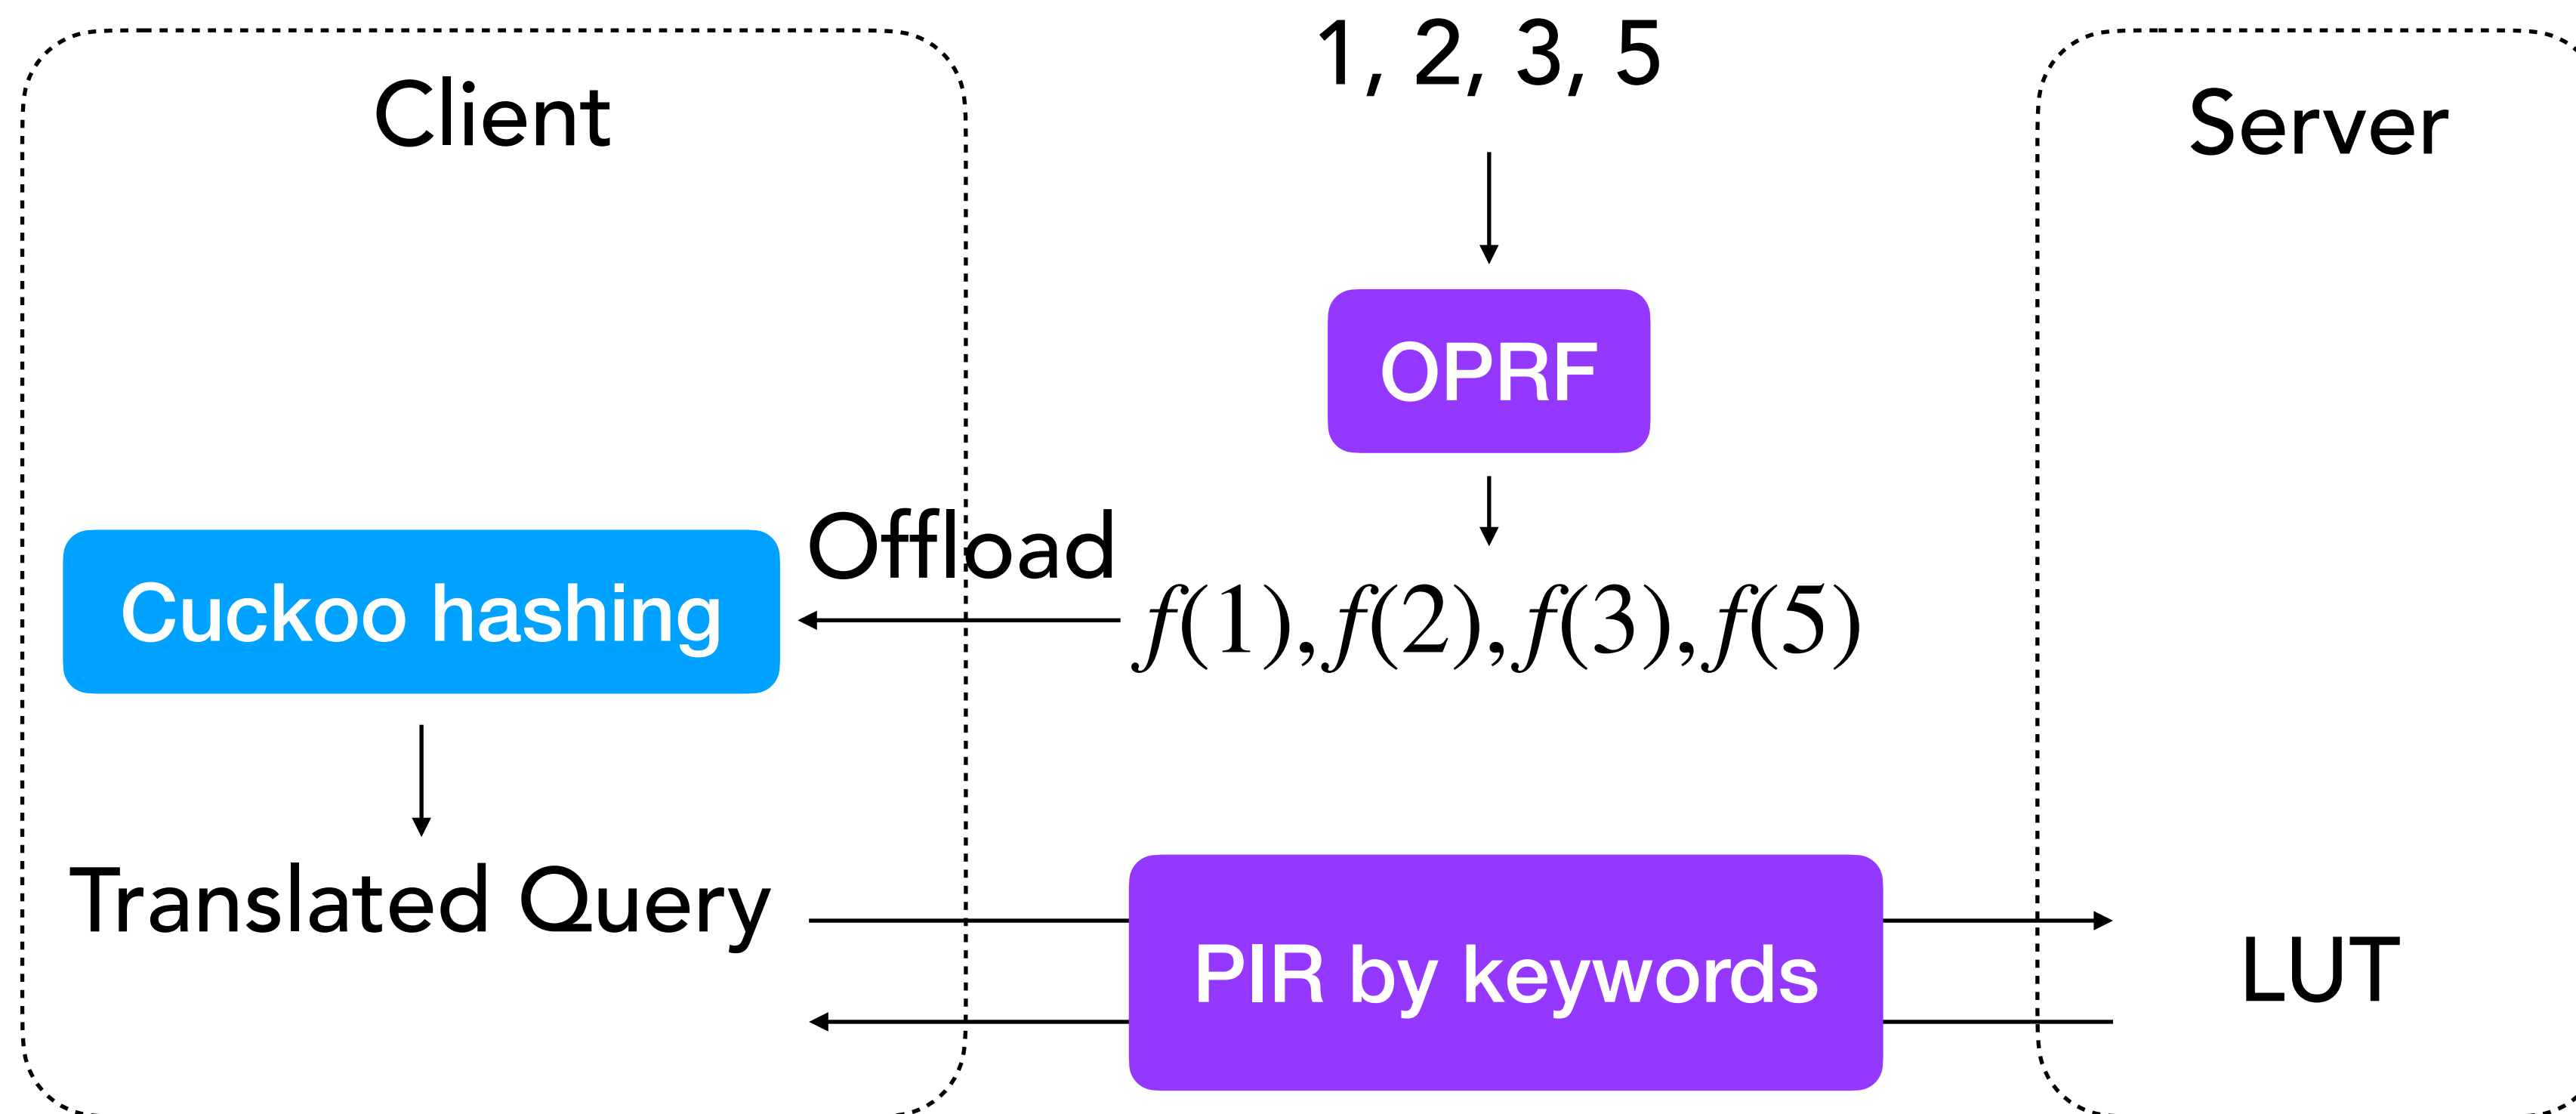 Client
1, 2, 3, 5
Server
OPRF
Offload
Cuckoo hashing
f(1), f(2), f(3), f(5)
Translated Query
PIR by keywords
LUT